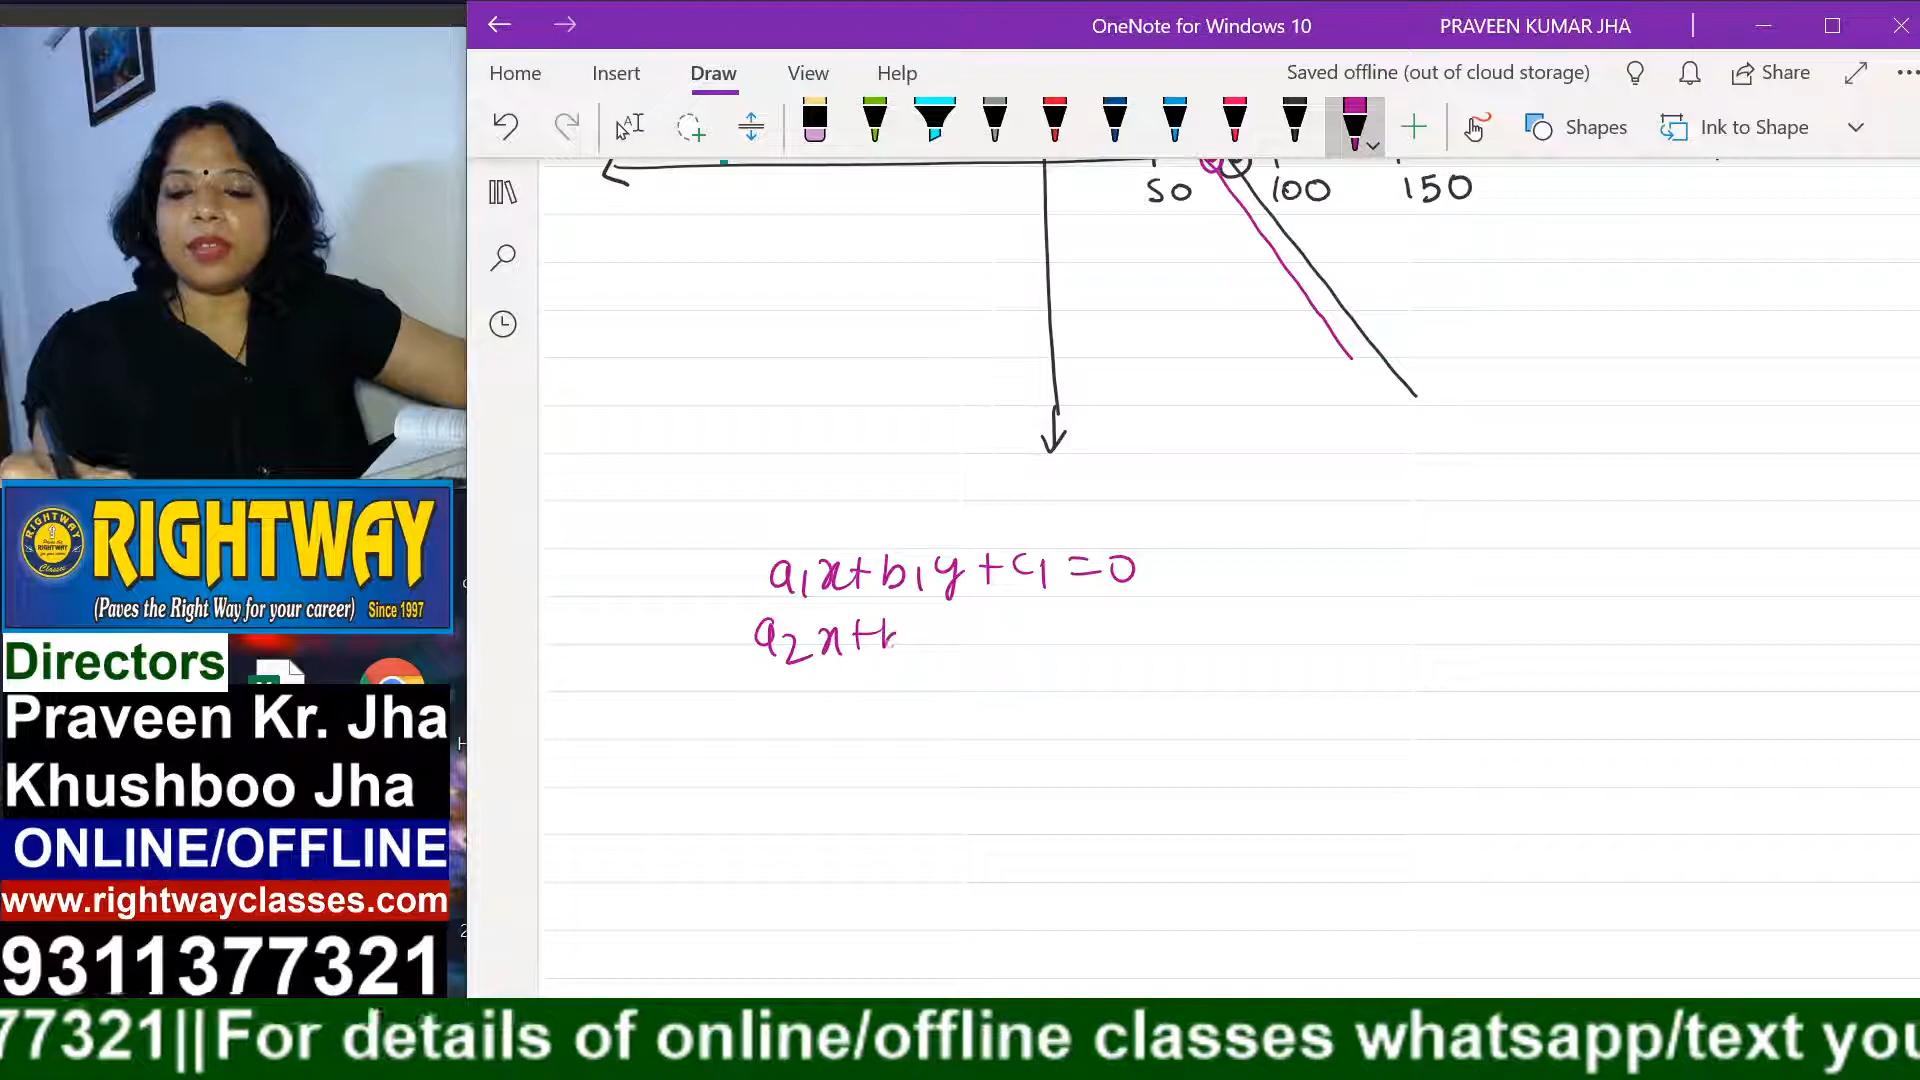 OneNote for Windows 10
PRAVEEN KUMAR JHA
Home Insert Draw View Help
Saved offline (out of cloud storage)
Share
Shapes
Ink to Shape
50 100 150
a₁x+b₁y+c₁=0
a₂x+
RIGHTWAY
(Paves the Right Way for your career) Since 1997
Directors
Praveen Kr. Jha
Khushboo Jha
ONLINE/OFFLINE
www.rightwayclasses.com
9311377321
77321||For details of online/offline classes whatsapp/text you